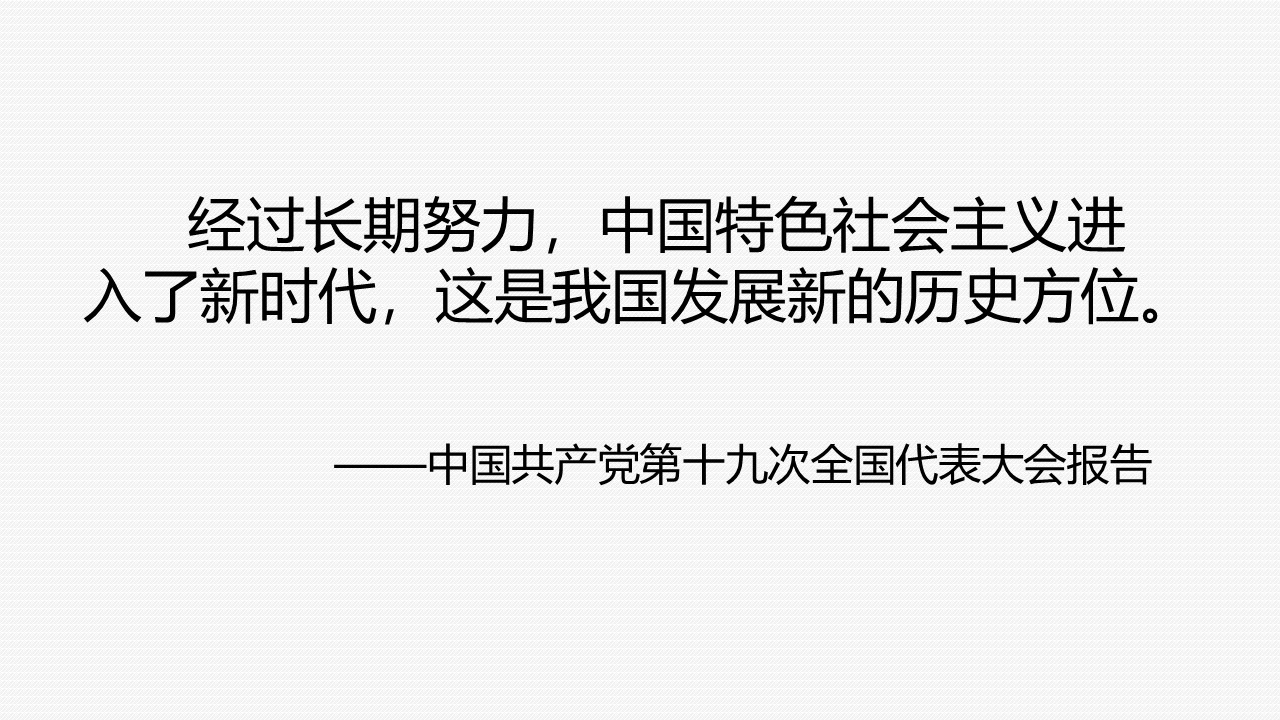 经过长期努力，中国特色社会主义进
入了新时代，这是我国发展新的历史方位。
——中国共产党第十九次全国代表大会报告